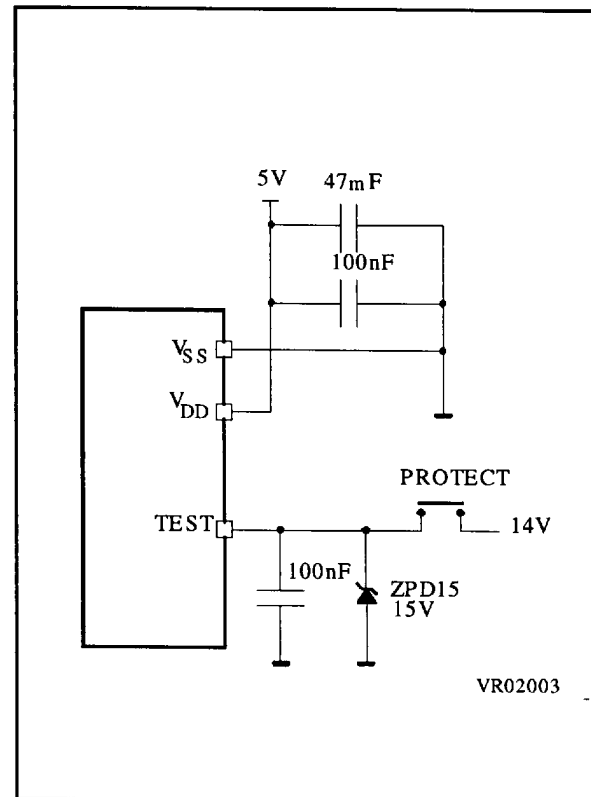 5V 47mF
100nF
VSS
VDD
PROTECT
TEST
14V
100nF ZPD15
15V
VR02003